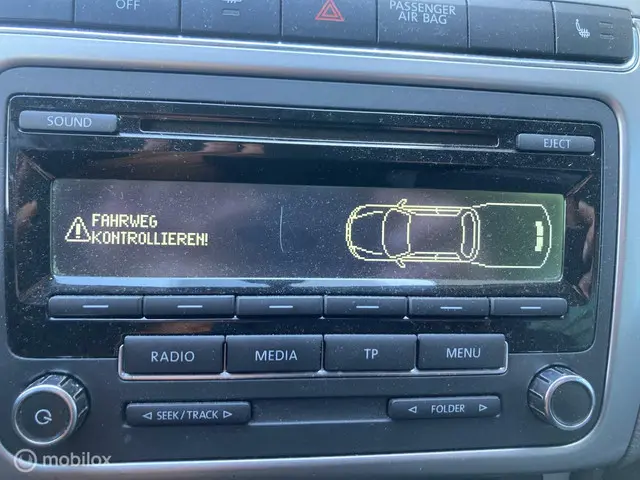 OFF
PASSENGER
AIR BAG
SOUND
EJECT
FAHRWEG
KONTROLLIEREN!
RADIO
MEDIA
TP
MENU
SEEK/TRACK
FOLDER
mobilox